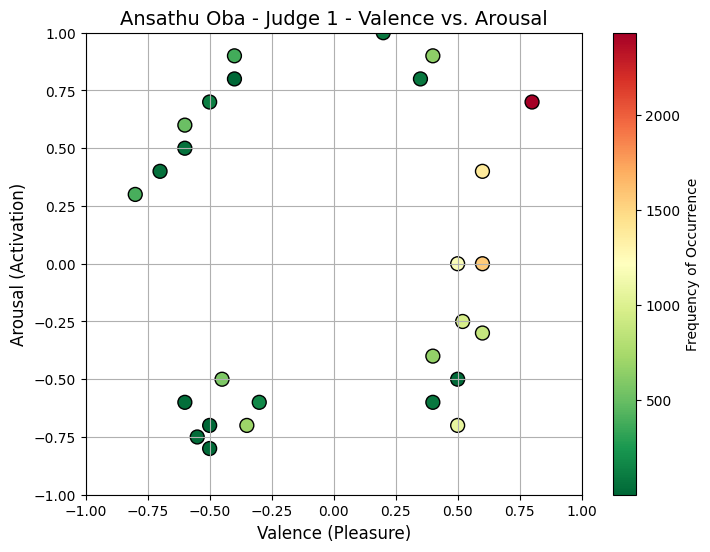 Ansathu Oba - Judge 1 - Valence vs. Arousal
1.00
0.75
0.50
0.25
0.00
−0.25
−0.50
−0.75
−1.00
Arousal (Activation)
−1.00 −0.75 −0.50 −0.25 0.00 0.25 0.50 0.75 1.00
Valence (Pleasure)
2000
1500
1000
500
Frequency of Occurrence